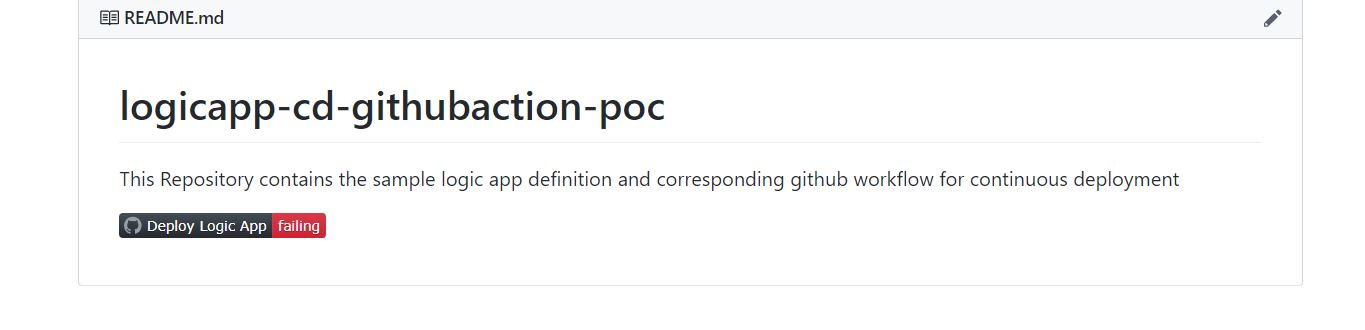 README.md
logicapp-cd-githubaction-poc
This Repository contains the sample logic app definition and corresponding github workflow for continuous deployment
Deploy Logic App failing